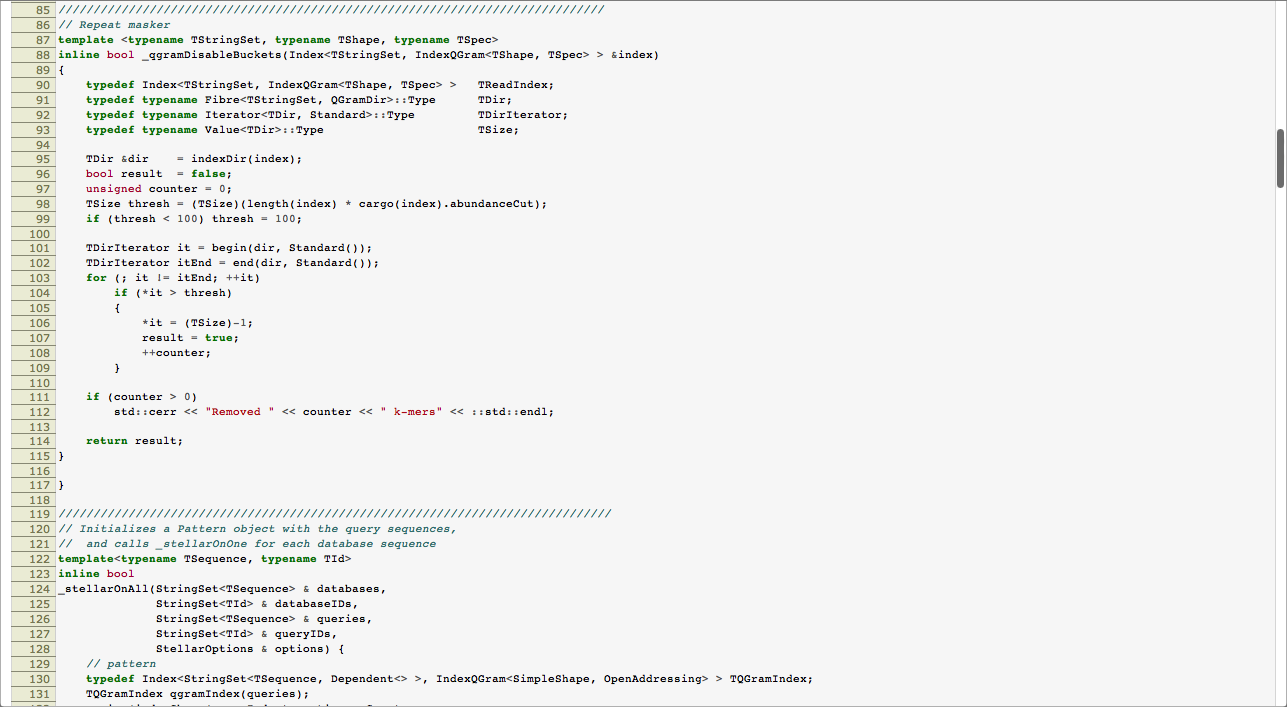 85 //////////////////////////////////////////////////////////////////////////////
86 // Repeat masker
87 template <typename TStringSet, typename TShape, typename TSpec>
88 inline bool _qgramDisableBuckets(Index<TStringSet, IndexQGram<TShape, TSpec> > &index)
89 {
90     typedef Index<TStringSet, IndexQGram<TShape, TSpec> >   TReadIndex;
91     typedef typename Fibre<TStringSet, QGramDir>::Type      TDir;
92     typedef typename Iterator<TDir, Standard>::Type         TDirIterator;
93     typedef typename Value<TDir>::Type                      TSize;
94
95     TDir &dir    = indexDir(index);
96     bool result  = false;
97     unsigned counter = 0;
98     TSize thresh = (TSize)(length(index) * cargo(index).abundanceCut);
99     if (thresh < 100) thresh = 100;
100
101     TDirIterator it = begin(dir, Standard());
102     TDirIterator itEnd = end(dir, Standard());
103     for (; it != itEnd; ++it)
104         if (*it > thresh)
105         {
106             *it = (TSize)-1;
107             result = true;
108             ++counter;
109         }
110
111     if (counter > 0)
112         std::cerr << "Removed " << counter << " k-mers" << ::std::endl;
113
114     return result;
115 }
116
117 }
118
119 ///////////////////////////////////////////////////////////////////////////////
120 // Initializes a Pattern object with the query sequences,
121 //  and calls _stellarOnOne for each database sequence
122 template<typename TSequence, typename TId>
123 inline bool
124 _stellarOnAll(StringSet<TSequence> & databases,
125               StringSet<TId> & databaseIDs,
126               StringSet<TSequence> & queries,
127               StringSet<TId> & queryIDs,
128               StellarOptions & options) {
129     // pattern
130     typedef Index<StringSet<TSequence, Dependent<> >, IndexQGram<SimpleShape, OpenAddressing> > TQGramIndex;
131     TQGramIndex qgramIndex(queries);